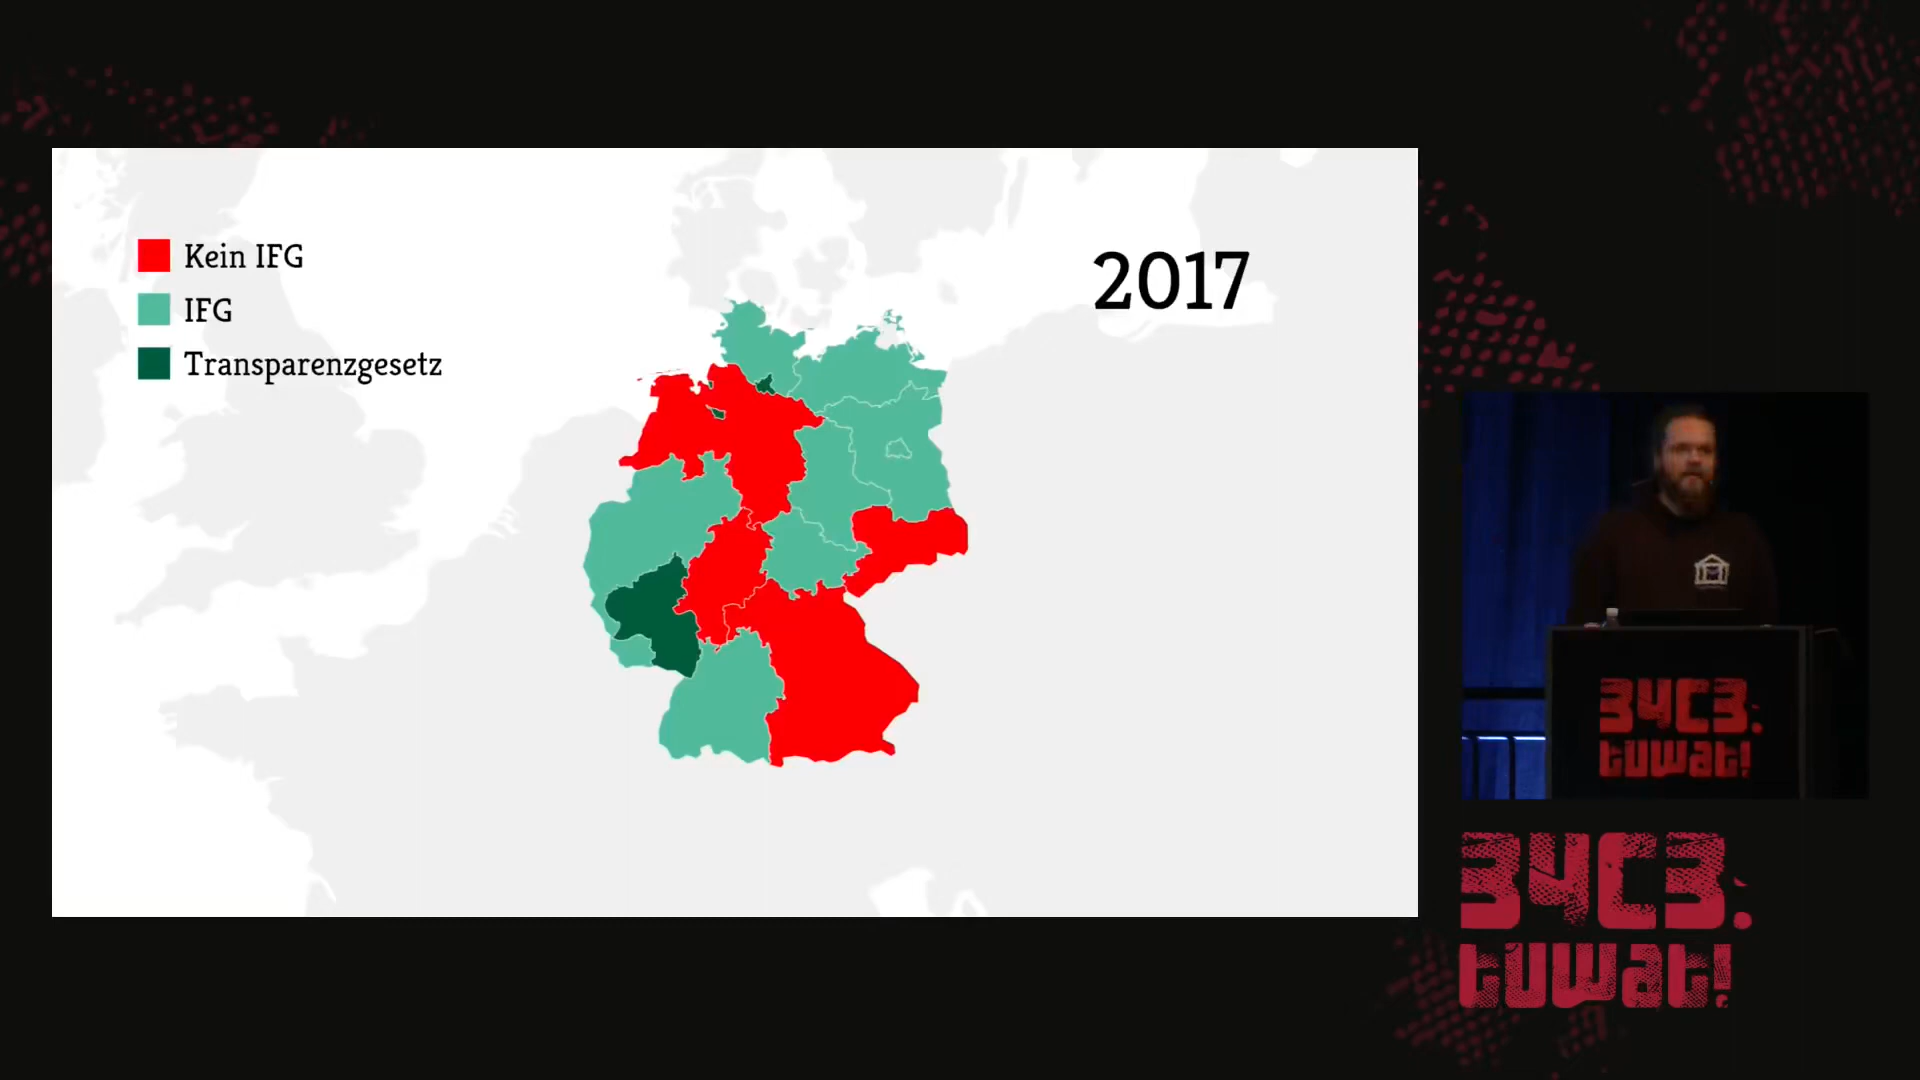 Kein IFG
IFG
Transparenzgesetz
2017
34C3.
tuwat!
34C3.
tuwat!